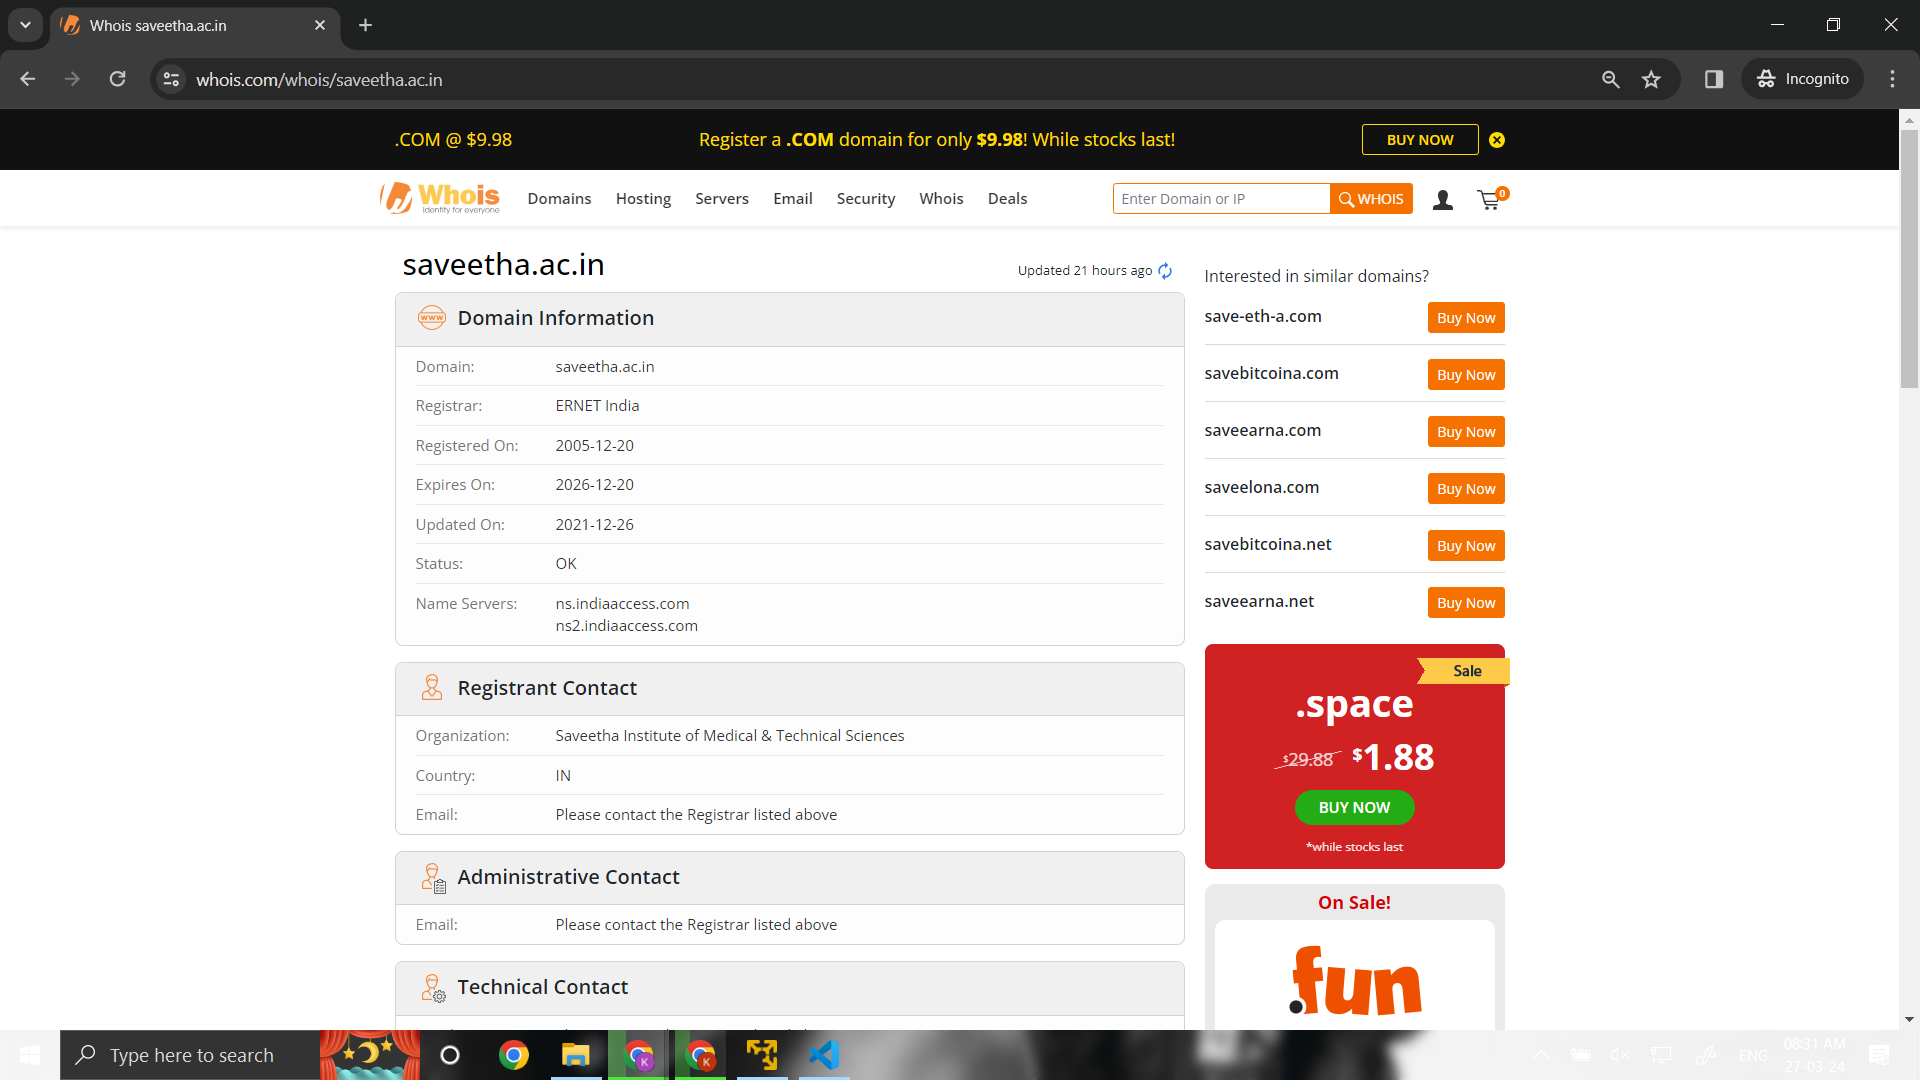 Whois saveetha.ac.in
whois.com/whois/saveetha.ac.in
Incognito
.COM @ $9.98
Register a .COM domain for only $9.98! While stocks last!
BUY NOW
Whois
Identity for everyone
Domains Hosting Servers Email Security Whois Deals
Enter Domain or IP
WHOIS
0
saveetha.ac.in
Updated 21 hours ago
Domain Information
Domain: saveetha.ac.in
Registrar: ERNET India
Registered On: 2005-12-20
Expires On: 2026-12-20
Updated On: 2021-12-26
Status: OK
Name Servers: ns.indiaaccess.com
ns2.indiaaccess.com
Registrant Contact
Organization: Saveetha Institute of Medical & Technical Sciences
Country: IN
Email: Please contact the Registrar listed above
Administrative Contact
Email: Please contact the Registrar listed above
Technical Contact
Interested in similar domains?
save-eth-a.com Buy Now
savebitcoina.com Buy Now
saveearna.com Buy Now
saveelona.com Buy Now
savebitcoina.net Buy Now
saveearna.net Buy Now
Sale
.space
$29.88 $1.88
BUY NOW
*while stocks last
On Sale!
.fun
Type here to search
K
K
ENG
08:31 AM
27-03-24